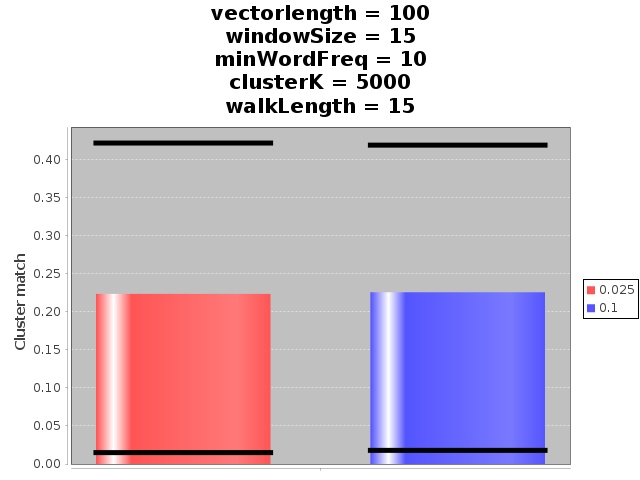 vectorlength = 100
windowSize = 15
minWordFreq = 10
clusterK = 5000
walkLength = 15
0.40
0.35
0.30
0.25
0.20
0.15
0.10
0.05
0.00
Cluster match
0.025
0.1